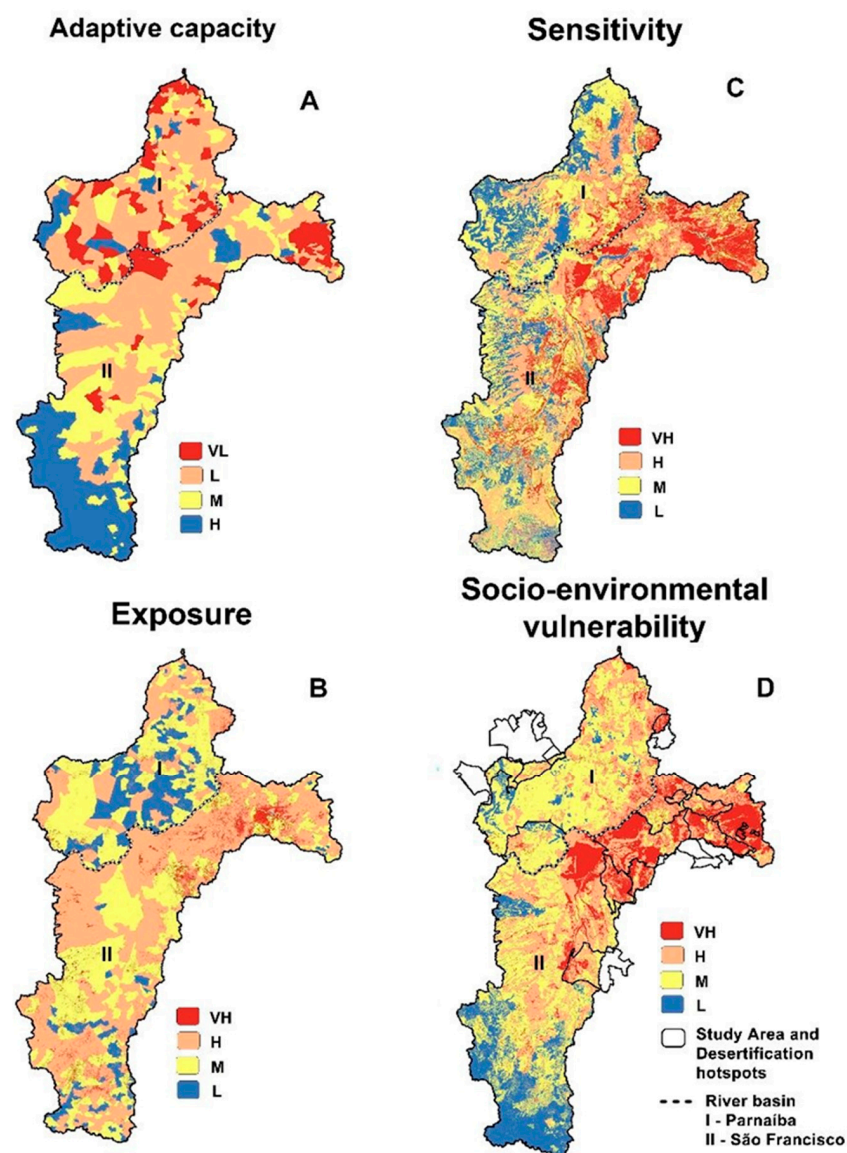 Adaptive capacity
A
I
II
VL
L
M
H
Sensitivity
C
I
II
VH
H
M
L
Exposure
B
I
II
VH
H
M
L
Socio-environmental
vulnerability
D
I
II
VH
H
M
L
Study Area and
Desertification
hotspots
River basin
I - Parnaíba
II - São Francisco